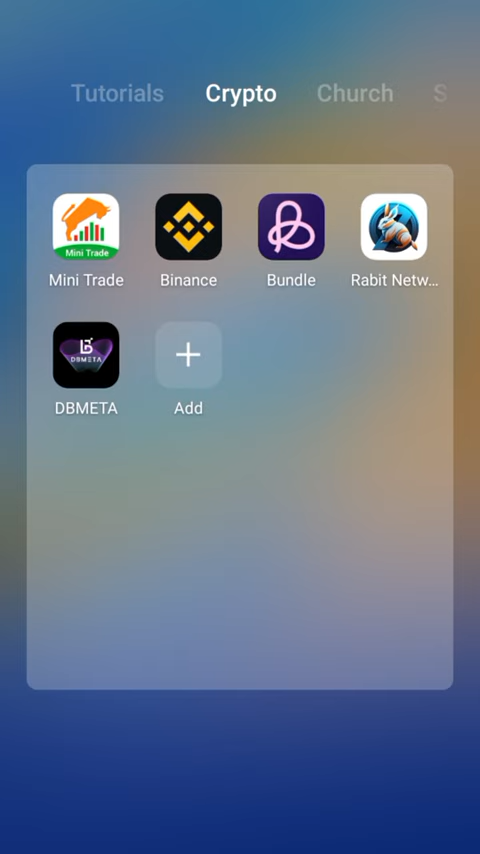 Tutorials Crypto Church S
Mini Trade
Mini Trade Binance Bundle Rabit Netw...
DBMETA
DBMETA Add